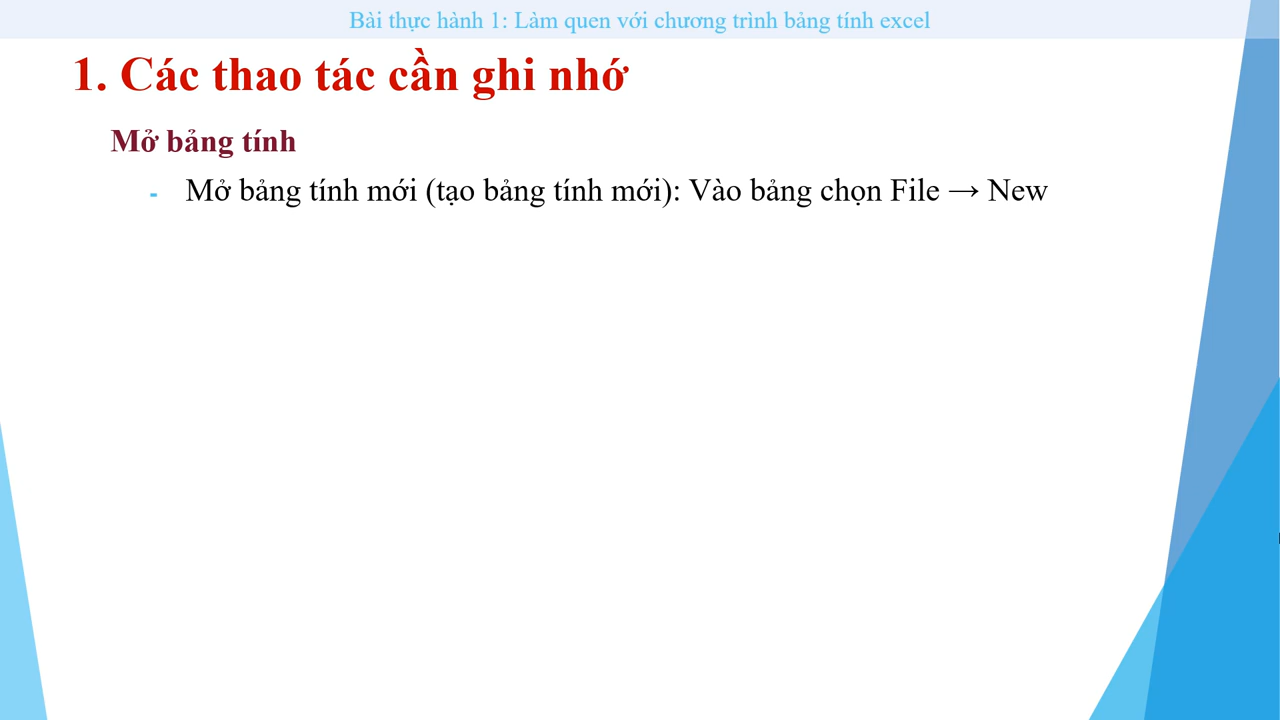 Bài thực hành 1: Làm quen với chương trình bảng tính excel
1. Các thao tác cần ghi nhớ
Mở bảng tính
- Mở bảng tính mới (tạo bảng tính mới): Vào bảng chọn File → New